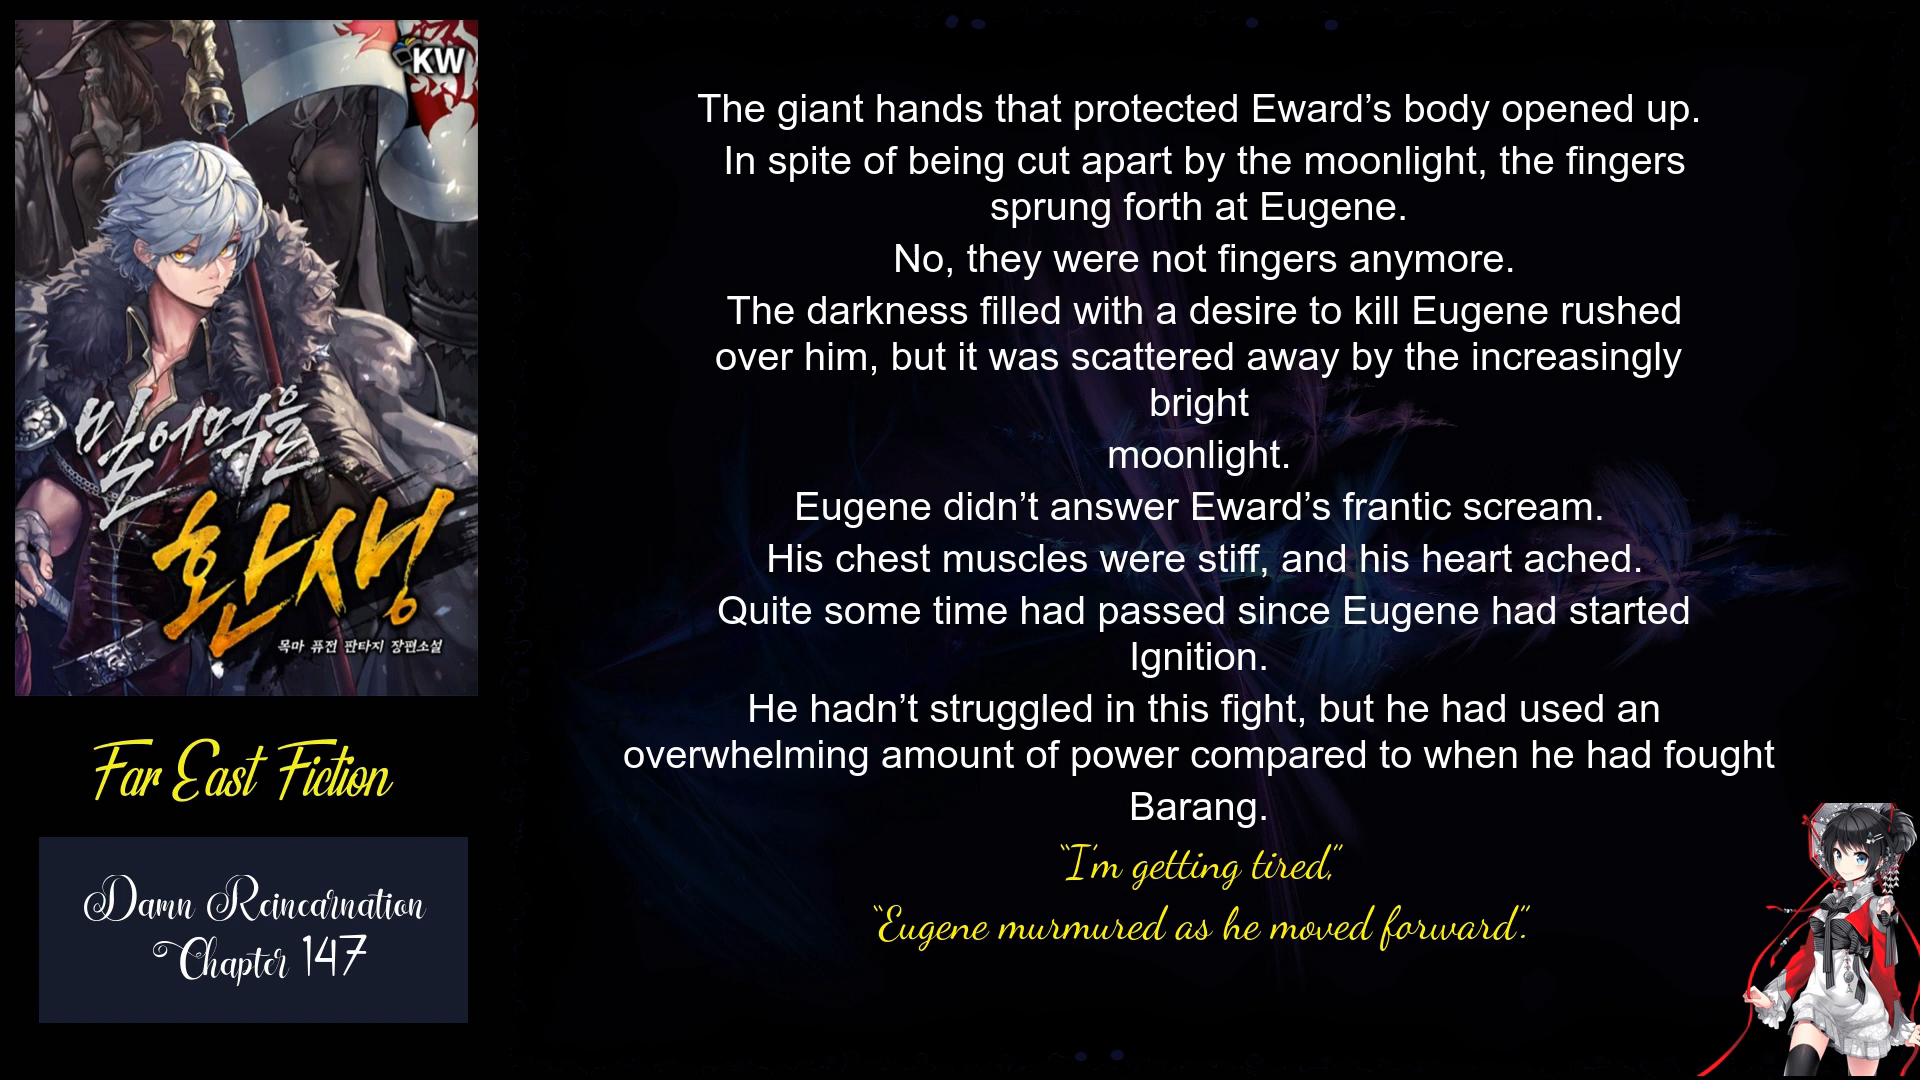 KW
빌어먹을
환생
목마 퓨전 판타지 장편소설
Far East Fiction
Damn Reincarnation
Chapter 147
The giant hands that protected Eward’s body opened up.
In spite of being cut apart by the moonlight, the fingers
sprung forth at Eugene.
No, they were not fingers anymore.
The darkness filled with a desire to kill Eugene rushed
over him, but it was scattered away by the increasingly
bright
moonlight.
Eugene didn’t answer Eward’s frantic scream.
His chest muscles were stiff, and his heart ached.
Quite some time had passed since Eugene had started
Ignition.
He hadn’t struggled in this fight, but he had used an
overwhelming amount of power compared to when he had fought
Barang.
“I’m getting tired,”
“Eugene murmured as he moved forward”.